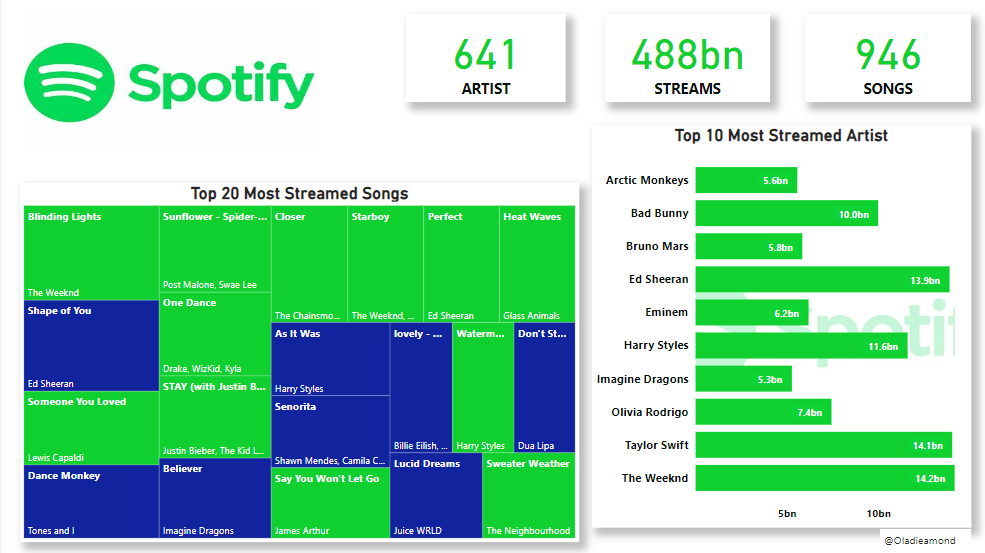 Spotify
641
ARTIST
488bn
STREAMS
946
SONGS
Top 20 Most Streamed Songs
Blinding Lights
The Weeknd
Shape of You
Ed Sheeran
Someone You Loved
Lewis Capaldi
Dance Monkey
Tones and I
Sunflower - Spider-...
Post Malone, Swae Lee
One Dance
Drake, WizKid, Kyla
STAY (with Justin B...
Justin Bieber, The Kid L...
Believer
Imagine Dragons
Closer
The Chainsmo...
Starboy
The Weeknd, ...
Perfect
Ed Sheeran
Heat Waves
Glass Animals
As It Was
Harry Styles
Senorita
Shawn Mendes, Camila C...
Say You Won't Let Go
James Arthur
lovely - ...
Billie Eilish, ...
Waterm...
Harry Styles
Don't St...
Dua Lipa
Lucid Dreams
Juice WRLD
Sweater Weather
The Neighbourhood
Top 10 Most Streamed Artist
Arctic Monkeys 5.6bn
Bad Bunny 10.0bn
Bruno Mars 5.8bn
Ed Sheeran 13.9bn
Eminem 6.2bn
Harry Styles 11.6bn
Imagine Dragons 5.3bn
Olivia Rodrigo 7.4bn
Taylor Swift 14.1bn
The Weeknd 14.2bn
5bn 10bn
@Oladieamond